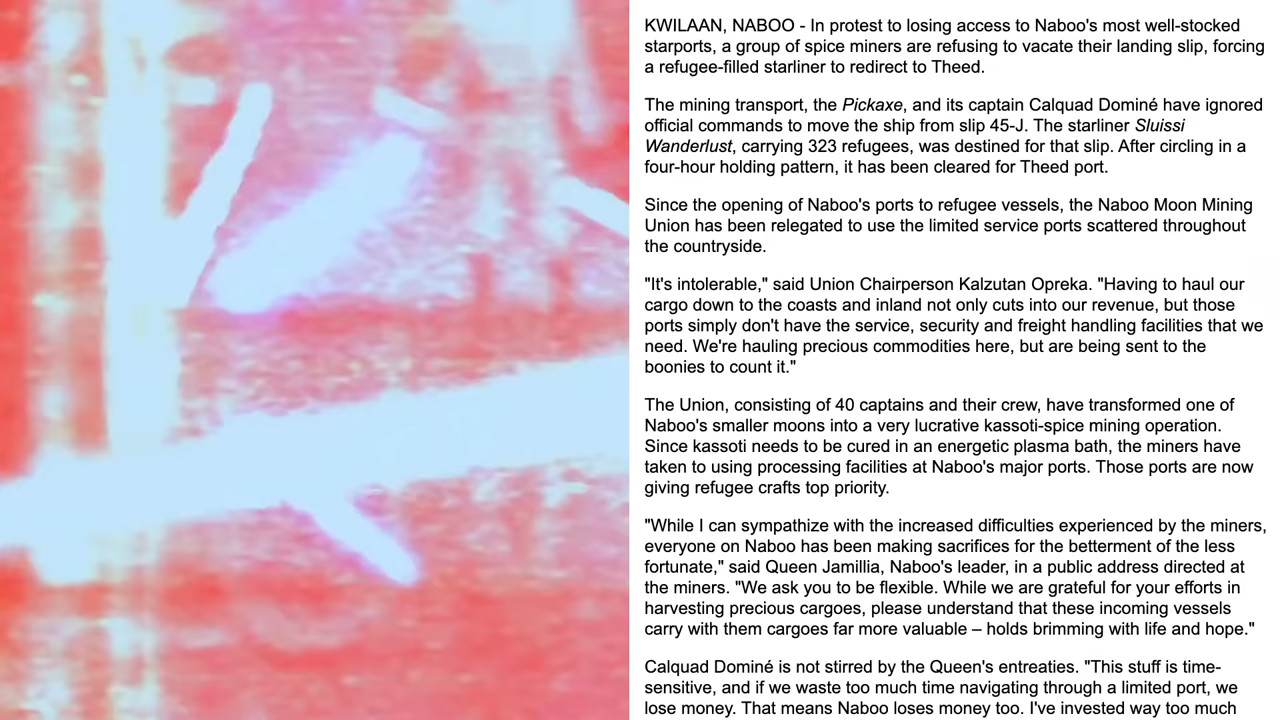 KWILAAN, NABOO - In protest to losing access to Naboo's most well-stocked
starports, a group of spice miners are refusing to vacate their landing slip, forcing
a refugee-filled starliner to redirect to Theed.
The mining transport, the Pickaxe, and its captain Calquad Dominé have ignored
official commands to move the ship from slip 45-J. The starliner Sluissi
Wanderlust, carrying 323 refugees, was destined for that slip. After circling in a
four-hour holding pattern, it has been cleared for Theed port.
Since the opening of Naboo's ports to refugee vessels, the Naboo Moon Mining
Union has been relegated to use the limited service ports scattered throughout
the countryside.
"It's intolerable," said Union Chairperson Kalzutan Opreka. "Having to haul our
cargo down to the coasts and inland not only cuts into our revenue, but those
ports simply don't have the service, security and freight handling facilities that we
need. We're hauling precious commodities here, but are being sent to the
boonies to count it."
The Union, consisting of 40 captains and their crew, have transformed one of
Naboo's smaller moons into a very lucrative kassoti-spice mining operation.
Since kassoti needs to be cured in an energetic plasma bath, the miners have
taken to using processing facilities at Naboo's major ports. Those ports are now
giving refugee crafts top priority.
"While I can sympathize with the increased difficulties experienced by the miners,
everyone on Naboo has been making sacrifices for the betterment of the less
fortunate," said Queen Jamillia, Naboo's leader, in a public address directed at
the miners. "We ask you to be flexible. While we are grateful for your efforts in
harvesting precious cargoes, please understand that these incoming vessels
carry with them cargoes far more valuable – holds brimming with life and hope."
Calquad Dominé is not stirred by the Queen's entreaties. "This stuff is time-
sensitive, and if we waste too much time navigating through a limited port, we
lose money. That means Naboo loses money too. I've invested way too much